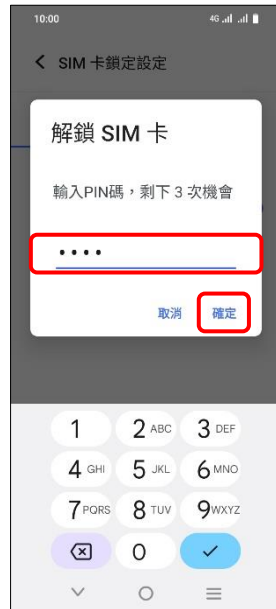 10:00 4G
SIM 卡鎖定設定
解鎖 SIM 卡
輸入PIN碼，剩下 3 次機會
••••
取消 確定
1 2 ABC 3 DEF
4 GHI 5 JKL 6 MNO
7 PQRS 8 TUV 9 WXYZ
0